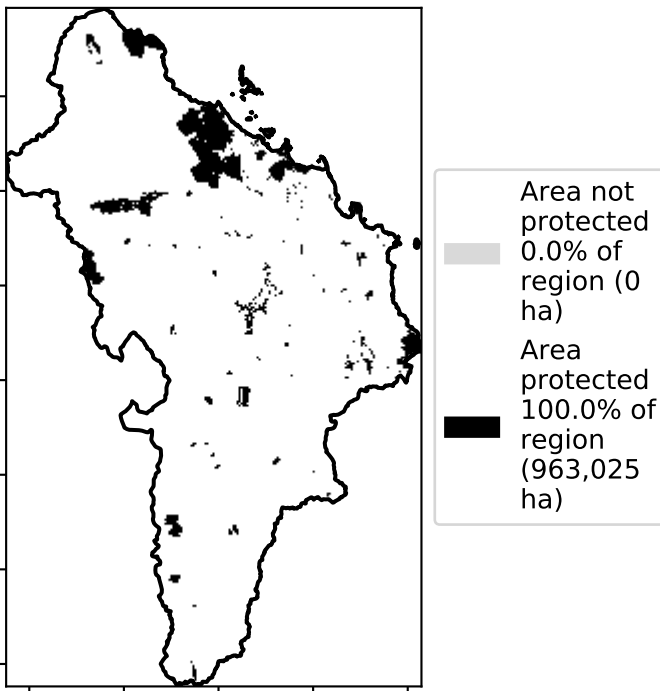 Area not
protected
0.0% of
region (0
ha)
Area
protected
100.0% of
region
(963,025
ha)